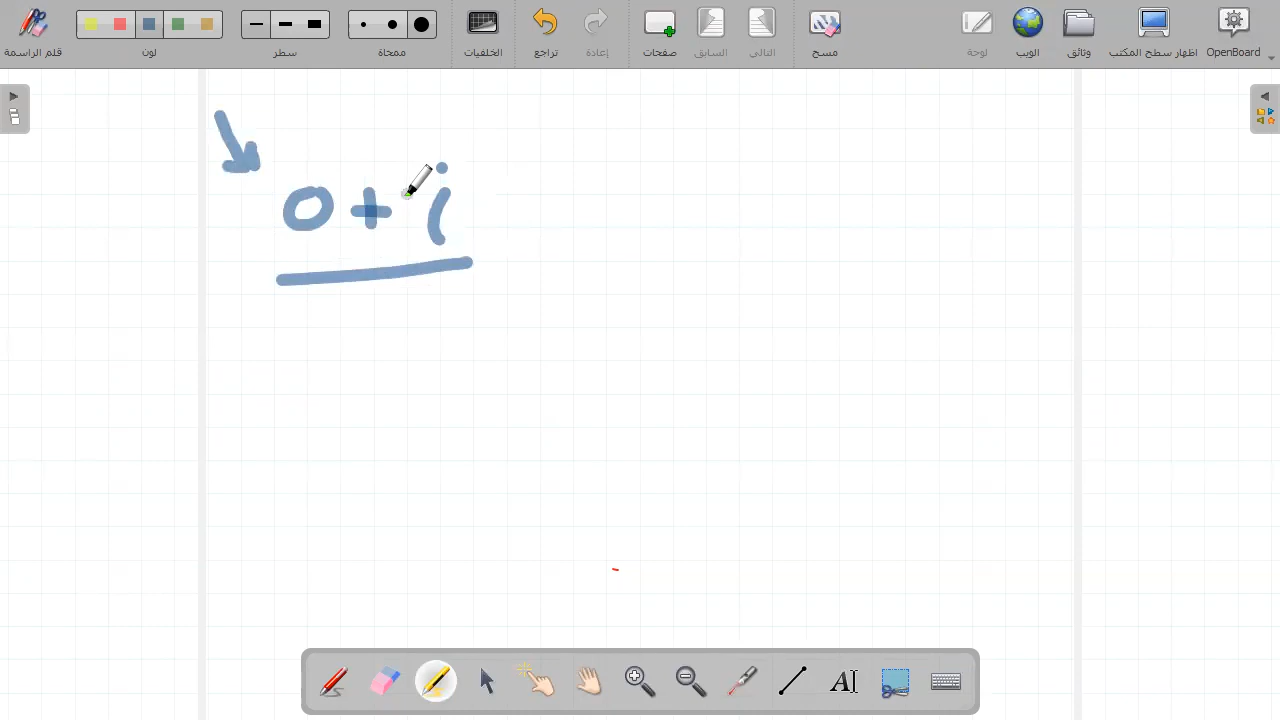 قلم الراسمة
لون
سطر
ممحاة
الخلفيات
تراجع
إعادة
صفحات
السابق
التالي
مسح
لوحة
الويب
وثائق
اظهار سطح المكتب
OpenBoard
0 + i
A